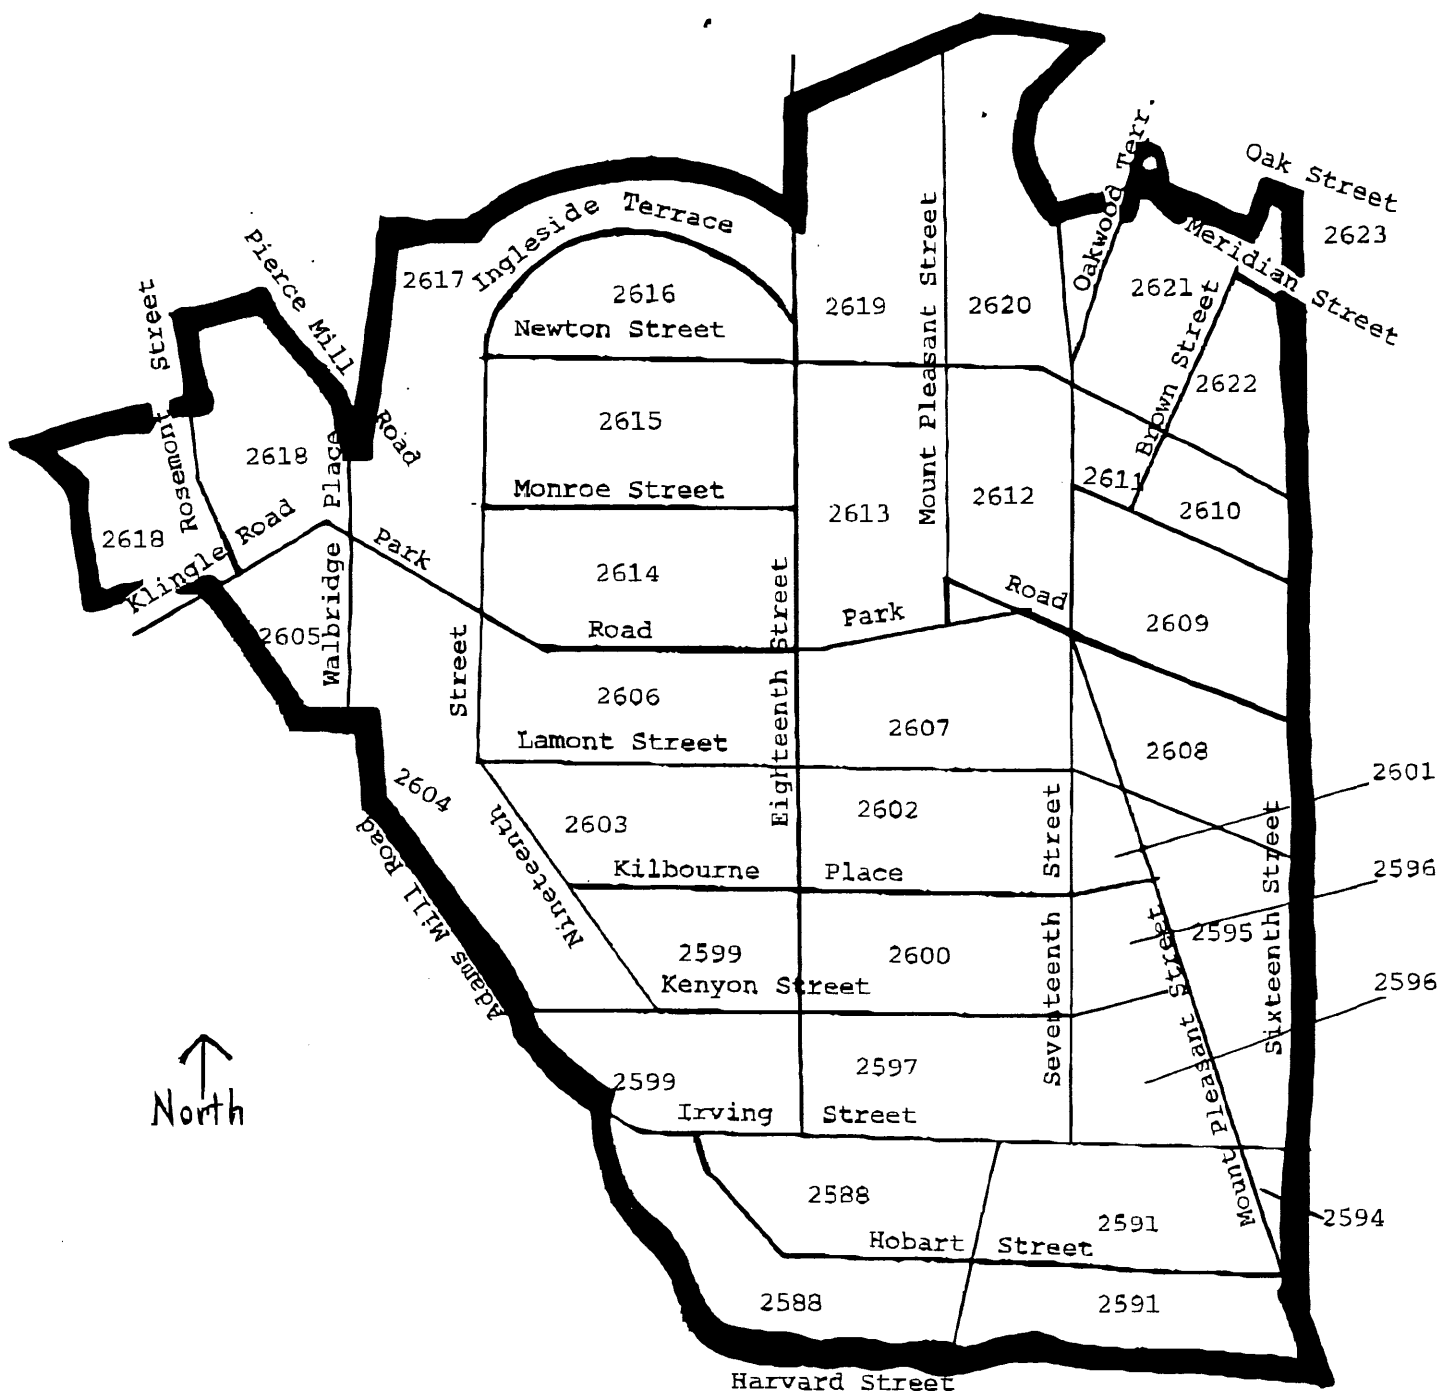 Oak Street
Oakwood Terr.
2623
Meridian Street
Ingleside Terrace
Pierce Mill Road
2617
2616
Newton Street
2619
Mount Pleasant Street
2620
2621
Brown Street
2622
Rosemont Street
2618
2618
Klingle Road
Walbridge Place
2615
Monroe Street
2613
2612
2611
2610
Park Road
2614
2605
2609
Park Road
Street
2606
Lamont Street
Eighteenth Street
2607
2608
2601
2604
Adams Mill Road
Nineteenth
2603
2602
Kilbourne Place
Seventeenth Street
Sixteenth Street
2596
2599
2600
2595
Kenyon Street
2596
Mount Pleasant Street
2599
2597
Irving Street
North
2588
2591
2594
Hobart Street
2588
2591
Harvard Street